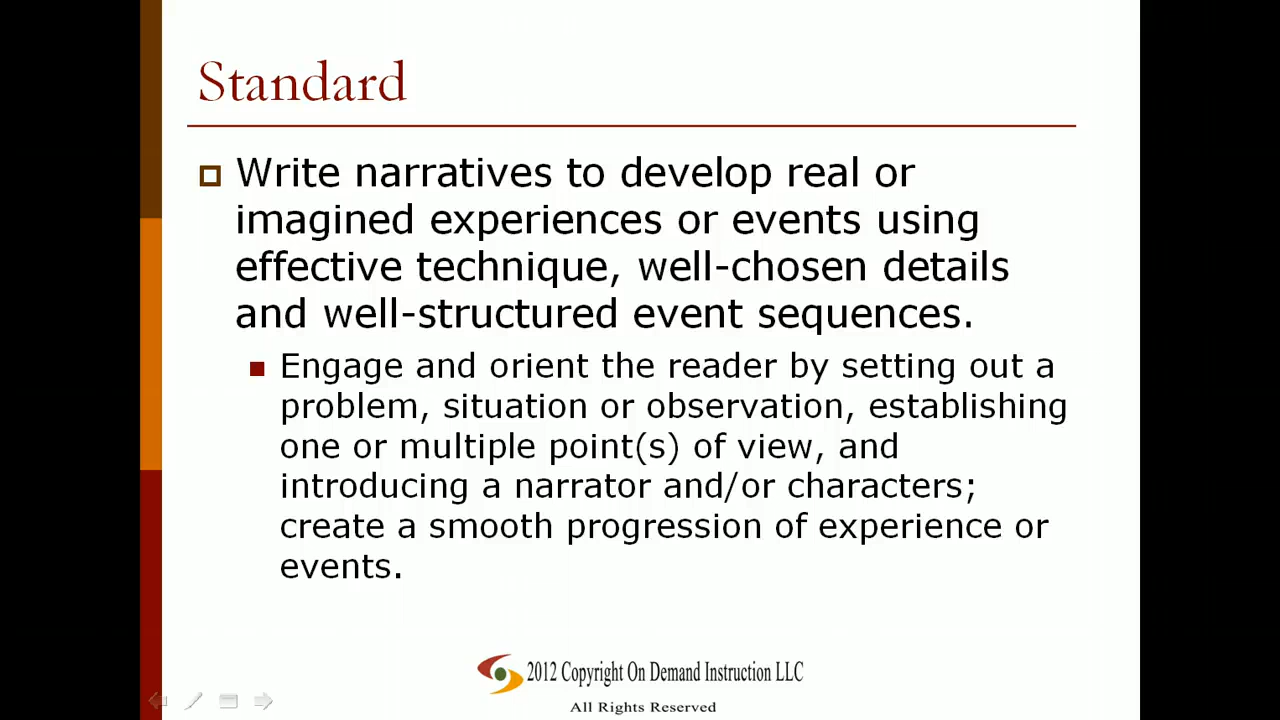 Standard
Write narratives to develop real or
imagined experiences or events using
effective technique, well-chosen details
and well-structured event sequences.
Engage and orient the reader by setting out a
problem, situation or observation, establishing
one or multiple point(s) of view, and
introducing a narrator and/or characters;
create a smooth progression of experience or
events.
2012 Copyright On Demand Instruction LLC
All Rights Reserved